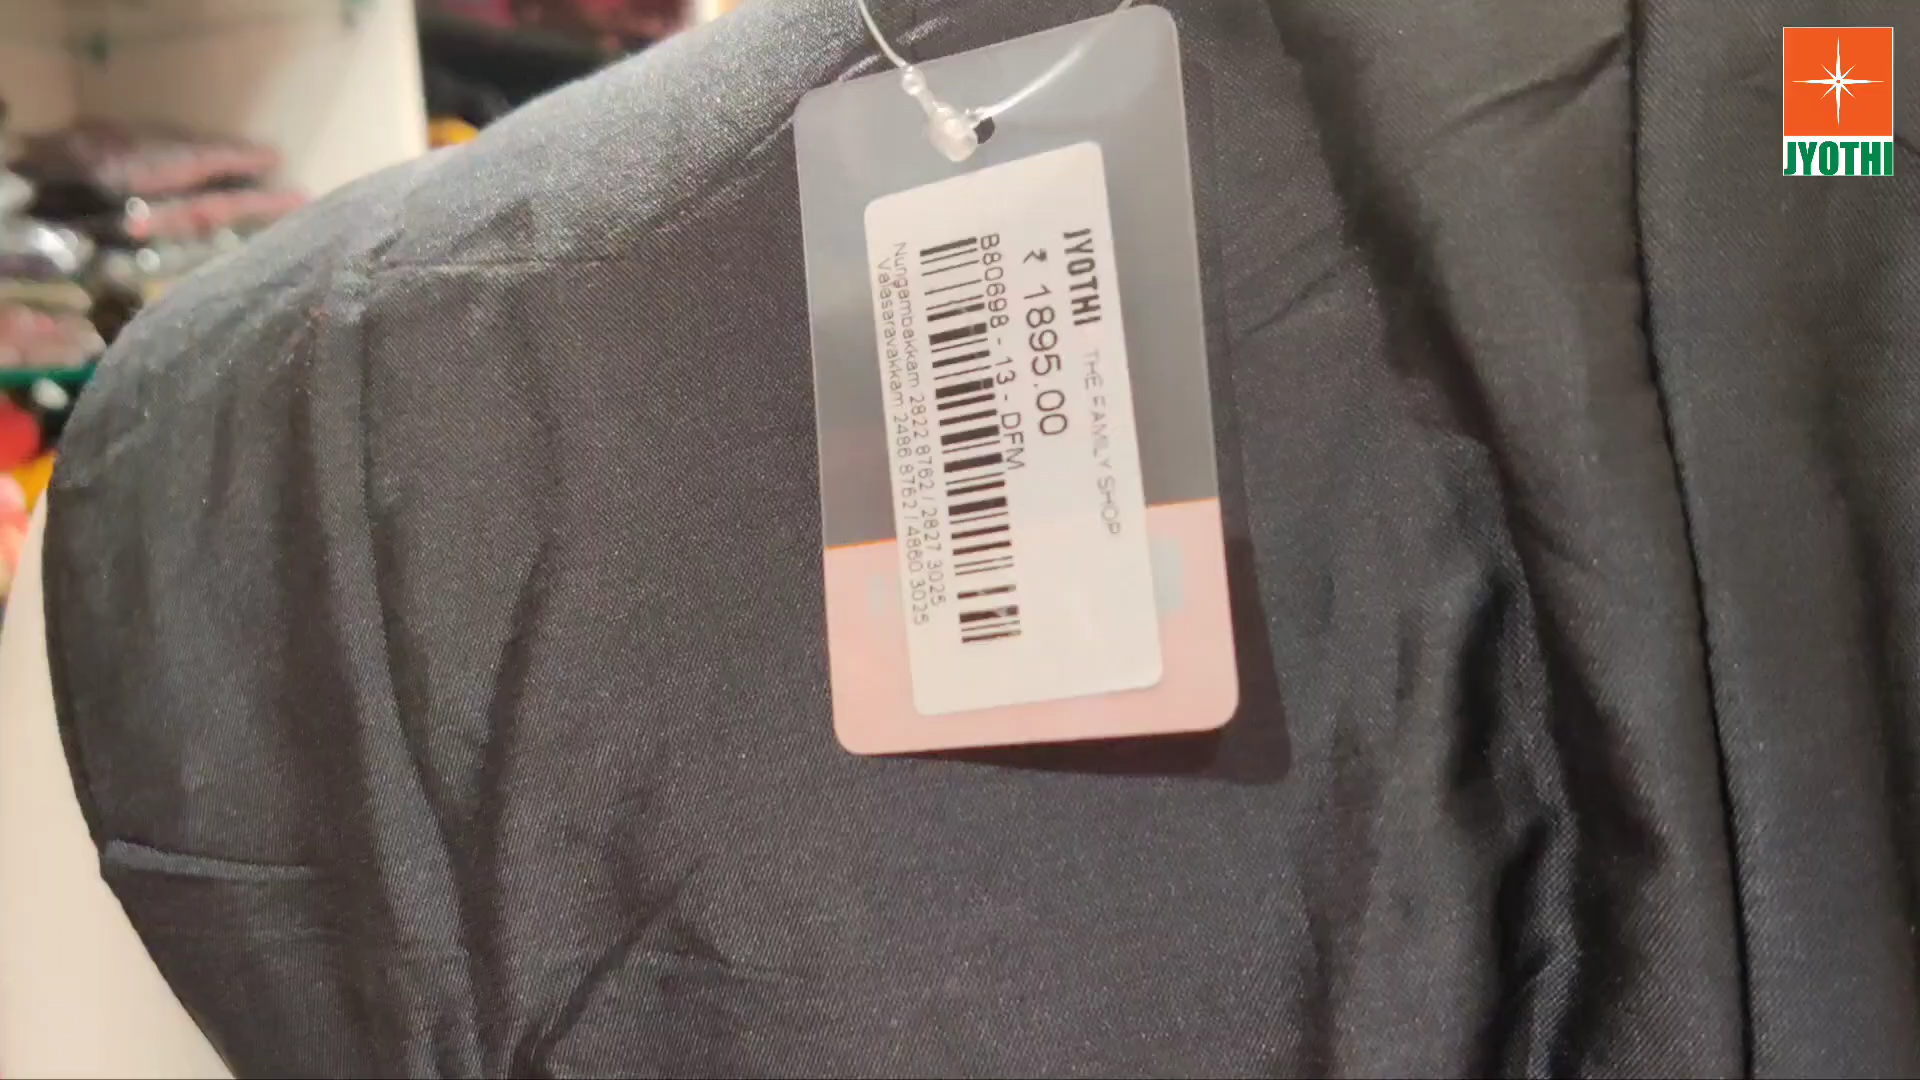 JYOTHI THE FAMILY SHOP
₹ 1895.00
B80698 - 13 - DFM
Nungambakkam 2822 8762 / 2827 3025
Valasaravakkam 2486 8762 / 4860 3025
JYOTHI